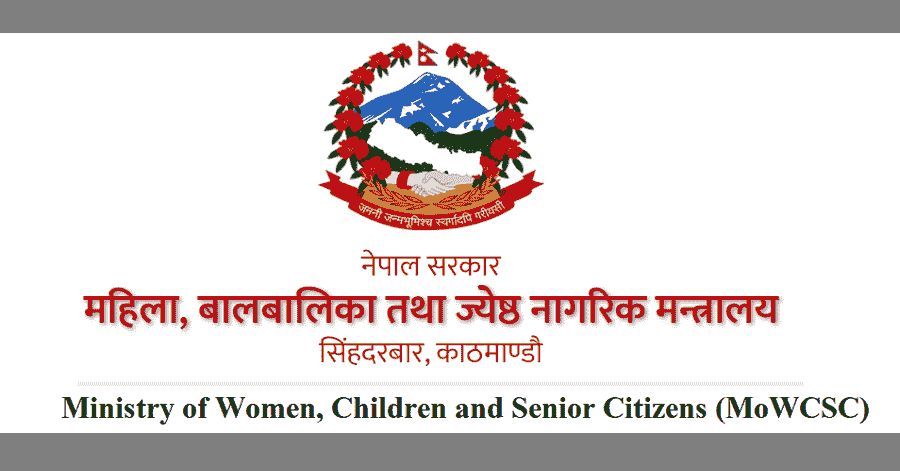 जननी जन्मभूमिश्च स्वर्गादपि गरीयसी
नेपाल सरकार
महिला, बालबालिका तथा ज्येष्ठ नागरिक मन्त्रालय
सिंहदरबार, काठमाण्डौ
Ministry of Women, Children and Senior Citizens (MoWCSC)